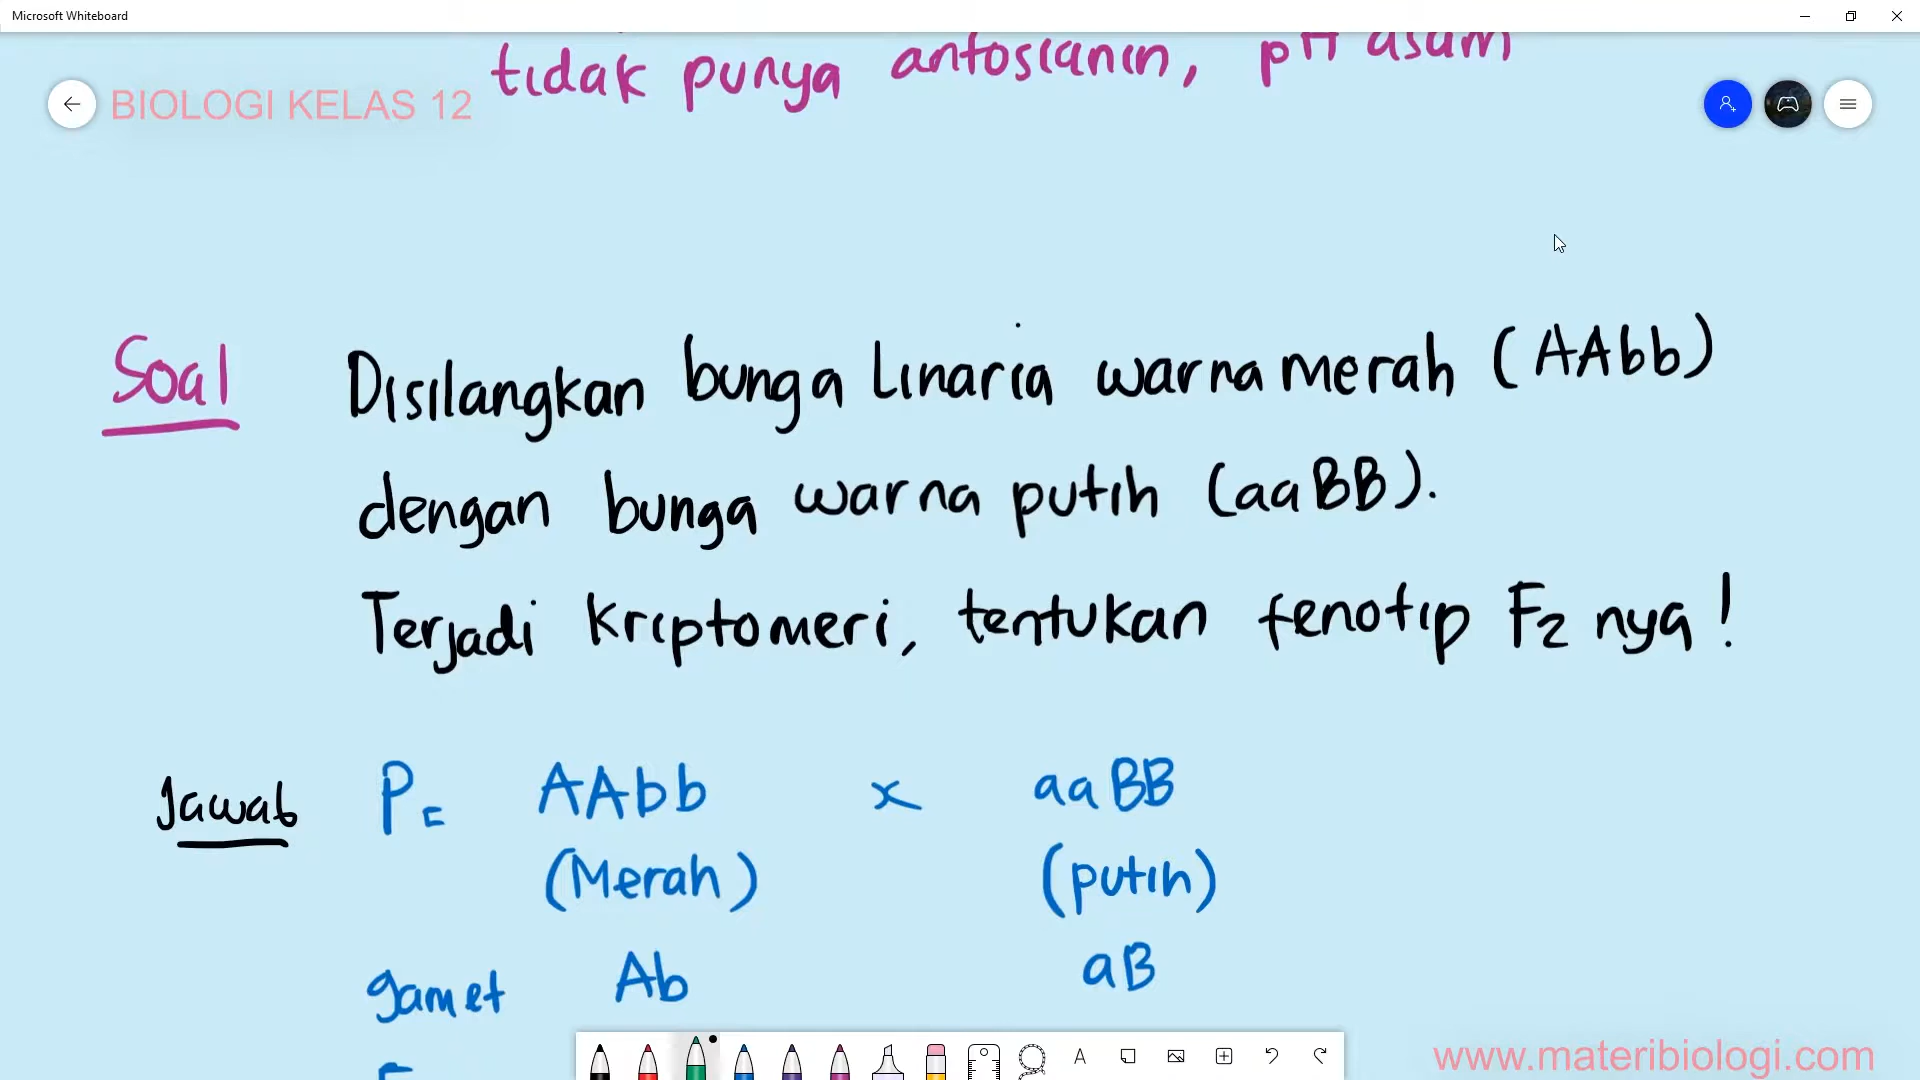 Microsoft Whiteboard
tidak punya antosianin, pH asam
BIOLOGI KELAS 12
Soal Disilangkan bunga Linaria warna merah (AAbb)
dengan bunga warna putih (aaBB).
Terjadi kriptomeri, tentukan fenotip F2 nya !
Jawab P= AAbb x aaBB
(Merah) (putih)
gamet Ab aB
A
www.materibiologi.com